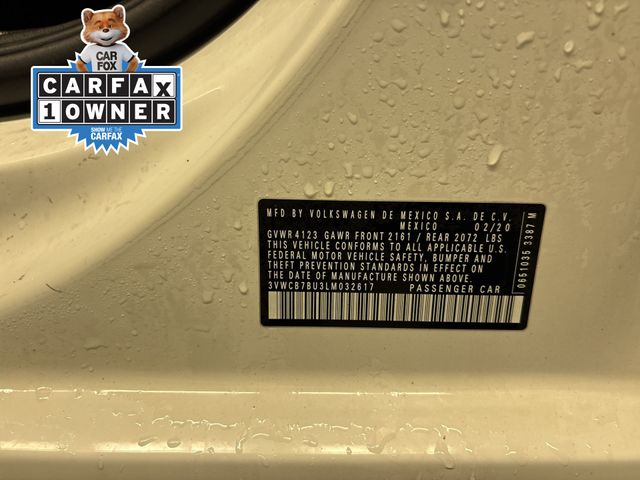 CAR
FOX
CARFAX
1 OWNER
SHOW ME THE
CARFAX
MFD BY VOLKSWAGEN DE MEXICO S.A. DE C.V.
MEXICO 02/20
GVWR 4123 GAWR FRONT 2161 / REAR 2072 LBS
THIS VEHICLE CONFORMS TO ALL APPLICABLE U.S.
FEDERAL MOTOR VEHICLE SAFETY, BUMPER AND
THEFT PREVENTION STANDARDS IN EFFECT ON
THE DATE OF MANUFACTURE SHOWN ABOVE.
3VWCB7BU3LM032617 PASSENGER CAR
0651035 3387 M